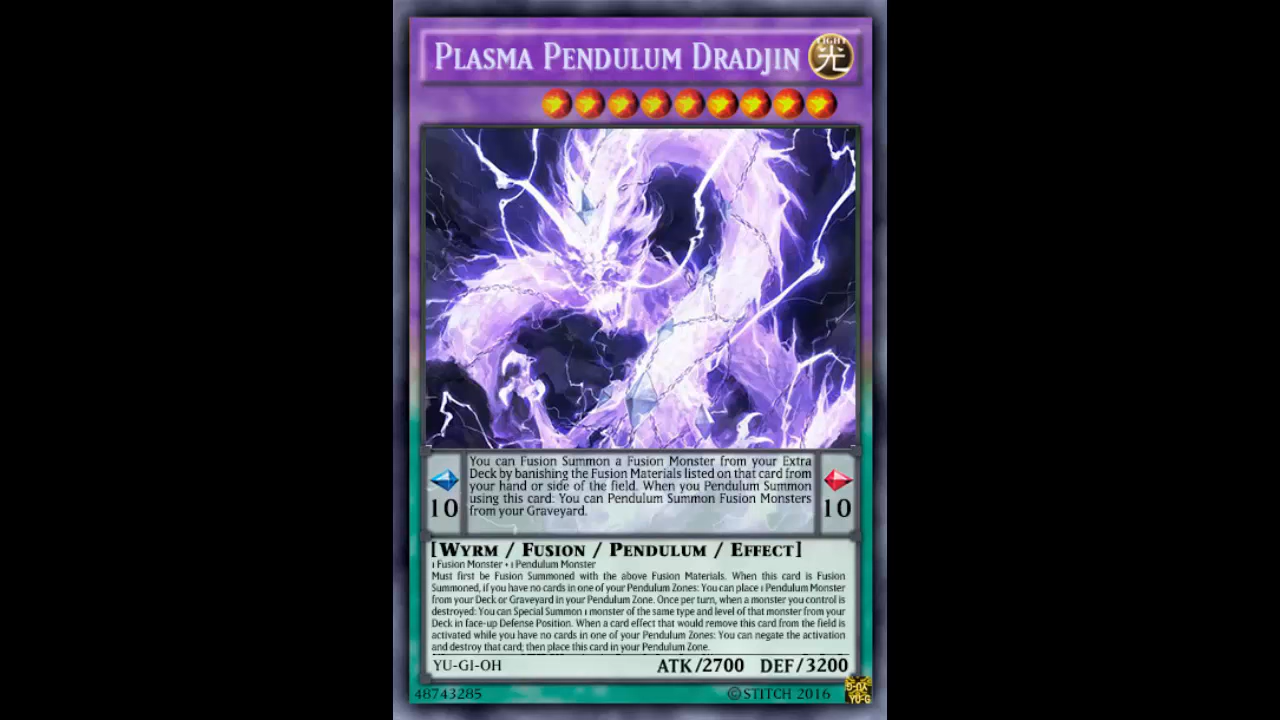 PLASMA PENDULUM DRADJIN
LIGHT
光
You can Fusion Summon a Fusion Monster from your Extra
Deck by banishing the Fusion Materials listed on that card from
your hand or side of the field. When you Pendulum Summon
using this card: You can Pendulum Summon Fusion Monsters
from your Graveyard.
10
10
[WYRM / FUSION / PENDULUM / EFFECT]
1 Fusion Monster + 1 Pendulum Monster
Must first be Fusion Summoned with the above Fusion Materials. When this card is Fusion
Summoned, if you have no cards in one of your Pendulum Zones: You can place 1 Pendulum Monster
from your Deck or Graveyard in your Pendulum Zone. Once per turn, when a monster you control is
destroyed: You can Special Summon 1 monster of the same type and level of that monster from your
Deck in face-up Defense Position. When a card effect that would remove this card from the field is
activated while you have no cards in one of your Pendulum Zones: You can negate the activation
and destroy that card; then place this card in your Pendulum Zone.
YU-GI-OH
ATK/2700 DEF/3200
48743285
©STITCH 2016